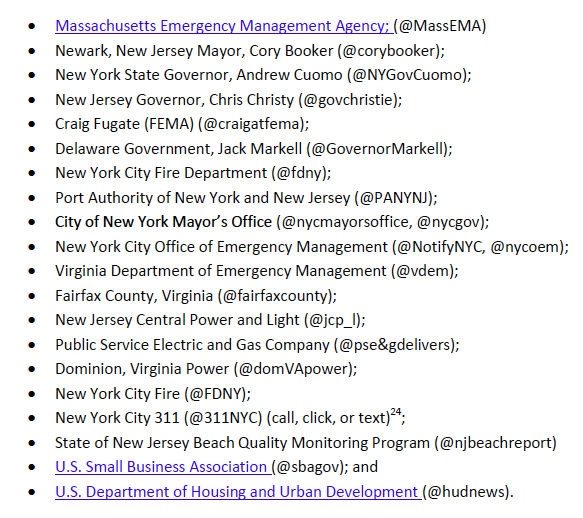 • Massachusetts Emergency Management Agency; (@MassEMA)
• Newark, New Jersey Mayor, Cory Booker (@corybooker);
• New York State Governor, Andrew Cuomo (@NYGovCuomo);
• New Jersey Governor, Chris Christy (@govchristie);
• Craig Fugate (FEMA) (@craigatfema);
• Delaware Government, Jack Markell (@GovernorMarkell);
• New York City Fire Department (@fdny);
• Port Authority of New York and New Jersey (@PANYNJ);
• City of New York Mayor’s Office (@nycmayorsoffice, @nycgov);
• New York City Office of Emergency Management (@NotifyNYC, @nycoem);
• Virginia Department of Emergency Management (@vdem);
• Fairfax County, Virginia (@fairfaxcounty);
• New Jersey Central Power and Light (@jcp_l);
• Public Service Electric and Gas Company (@pse&gdelivers);
• Dominion, Virginia Power (@domVApower);
• New York City Fire (@FDNY);
• New York City 311 (@311NYC) (call, click, or text)24;
• State of New Jersey Beach Quality Monitoring Program (@njbeachreport)
• U.S. Small Business Association (@sbagov); and
• U.S. Department of Housing and Urban Development (@hudnews).